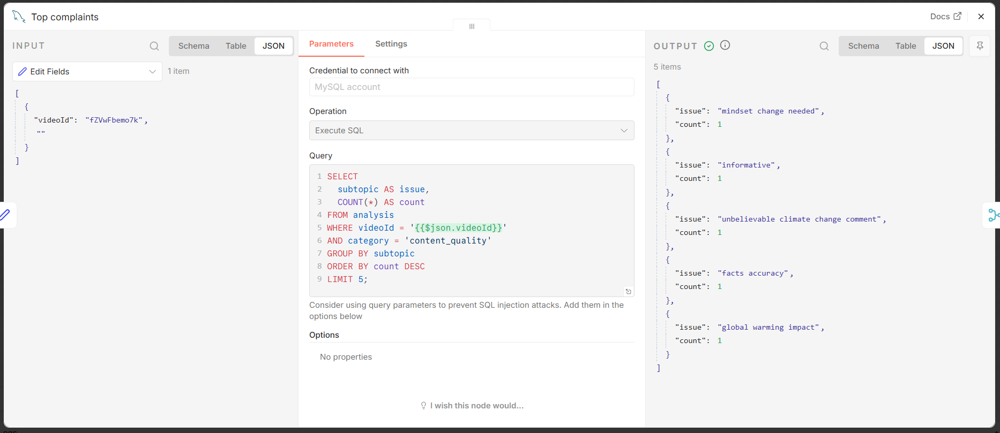 Top complaints
Docs
INPUT
Schema
Table
JSON
Edit Fields
1 item
[
{
"videoId": "fZVwFbemo7k",
""
}
]
Parameters
Settings
Credential to connect with
MySQL account
Operation
Execute SQL
Query
1 SELECT
2 subtopic AS issue,
3 COUNT(*) AS count
4 FROM analysis
5 WHERE videoId = '{{$json.videoId}}'
6 AND category = 'content_quality'
7 GROUP BY subtopic
8 ORDER BY count DESC
9 LIMIT 5;
Consider using query parameters to prevent SQL injection attacks. Add them in the
options below
Options
No properties
I wish this node would...
OUTPUT
Schema
Table
JSON
5 items
[
{
"issue": "mindset change needed",
"count": 1
},
{
"issue": "informative",
"count": 1
},
{
"issue": "unbelievable climate change comment",
"count": 1
},
{
"issue": "facts accuracy",
"count": 1
},
{
"issue": "global warming impact",
"count": 1
}
]